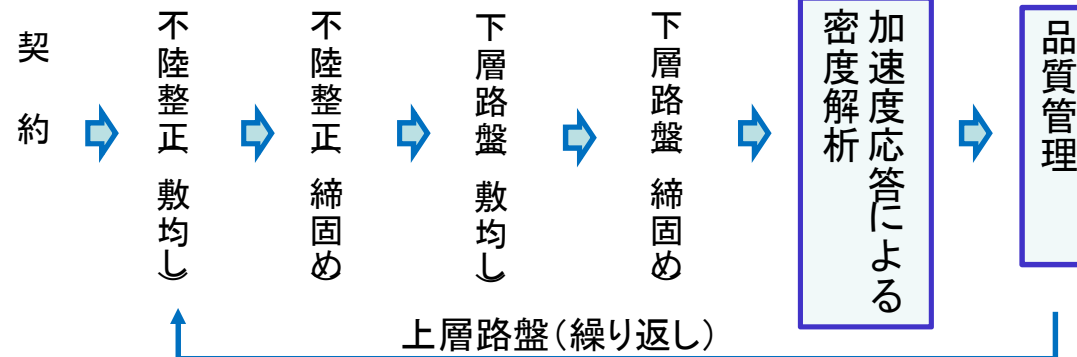 契約
不陸整正 敷均し)
不陸整正 締固め
下層路盤 敷均し)
下層路盤 締固め
加速度応答による
密度解析
品質管理
上層路盤(繰り返し)